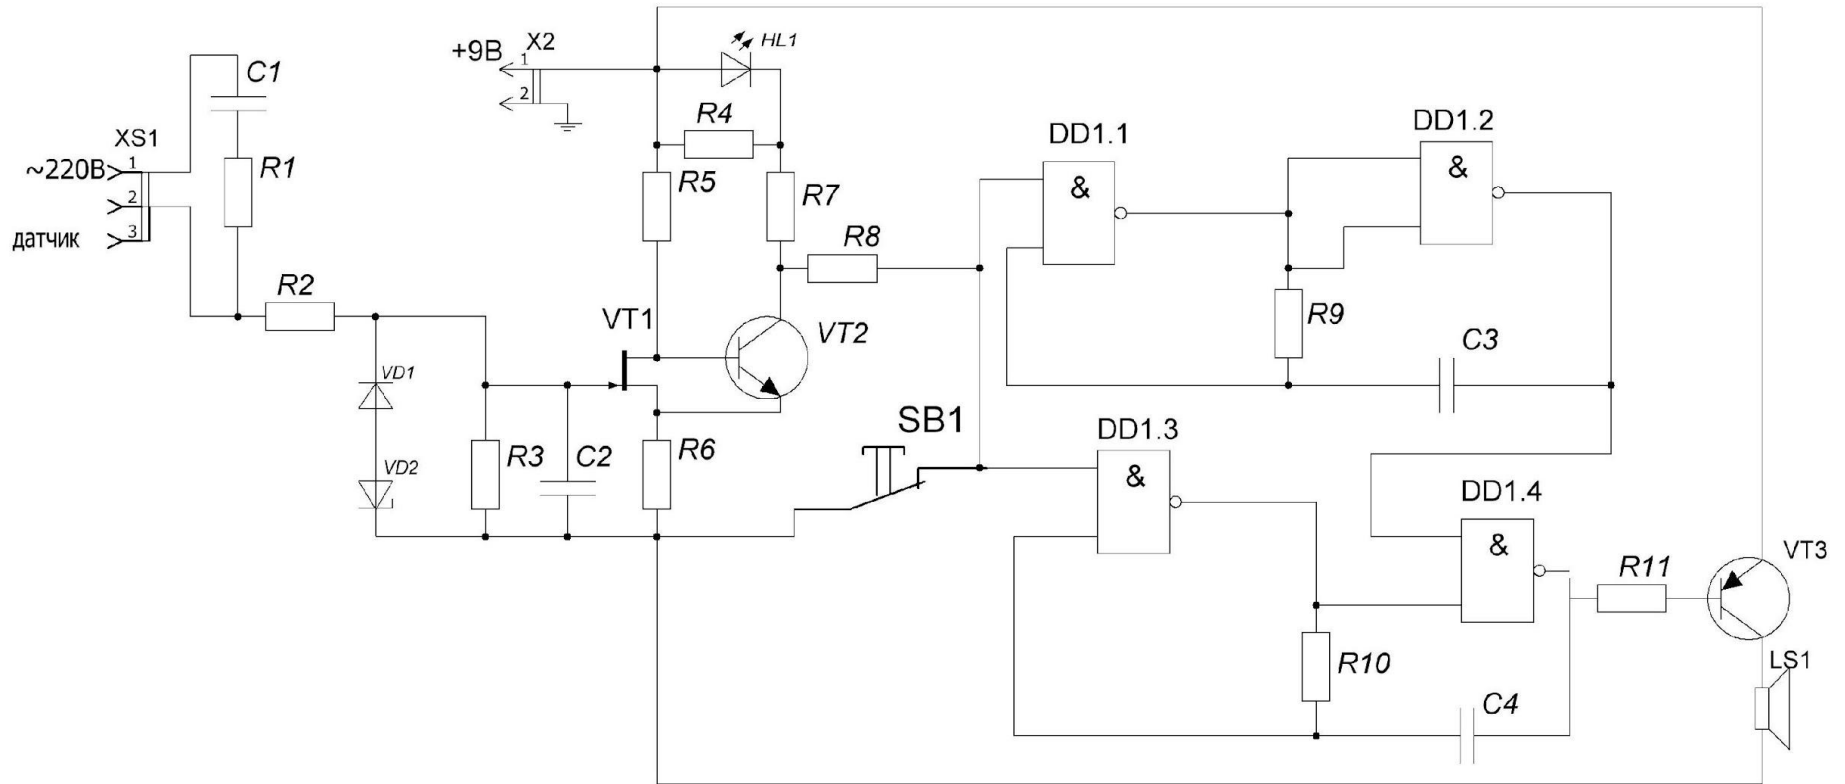 +9В
X2
1
2
HL1
C1
R4
DD1.1
DD1.2
XS1
~220В
1
2
датчик
3
R1
R5
R7
&
&
R8
R2
VT1
VT2
R9
C3
VD1
SB1
DD1.3
VD2
R3
C2
R6
&
DD1.4
&
R11
VT3
R10
LS1
C4